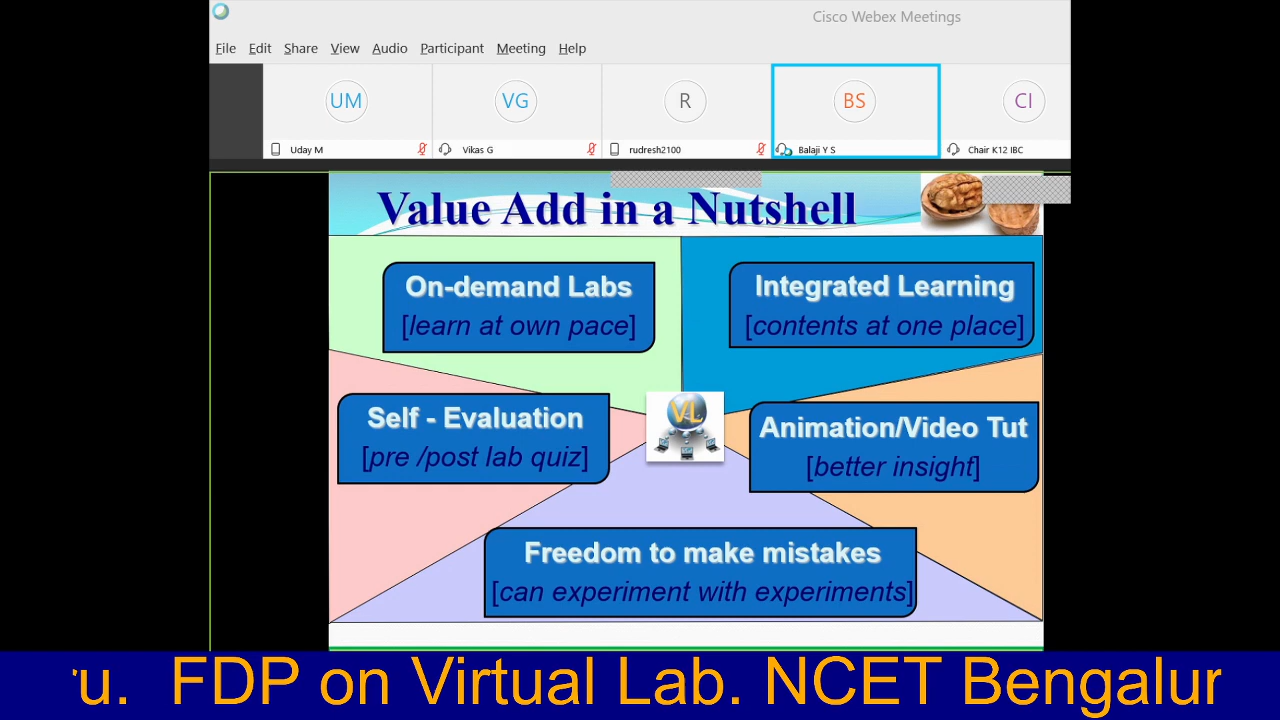 Cisco Webex Meetings
File Edit Share View Audio Participant Meeting Help
UM VG R BS CI
Uday M Vikas G rudresh2100 Balaji Y S Chair K12 IBC
Value Add in a Nutshell
On-demand Labs
[learn at own pace]
Integrated Learning
[contents at one place]
Self - Evaluation
[pre /post lab quiz]
VL
Animation/Video Tut
[better insight]
Freedom to make mistakes
[can experiment with experiments]
u. FDP on Virtual Lab. NCET Bengalur